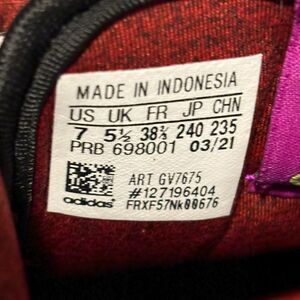 MADE IN INDONESIA
US UK FR JP CHN
7 5½ 38⅔ 240 235
PRB 698001 03/21
ART GV7675
#127196404
adidas FRXF57Nk00676